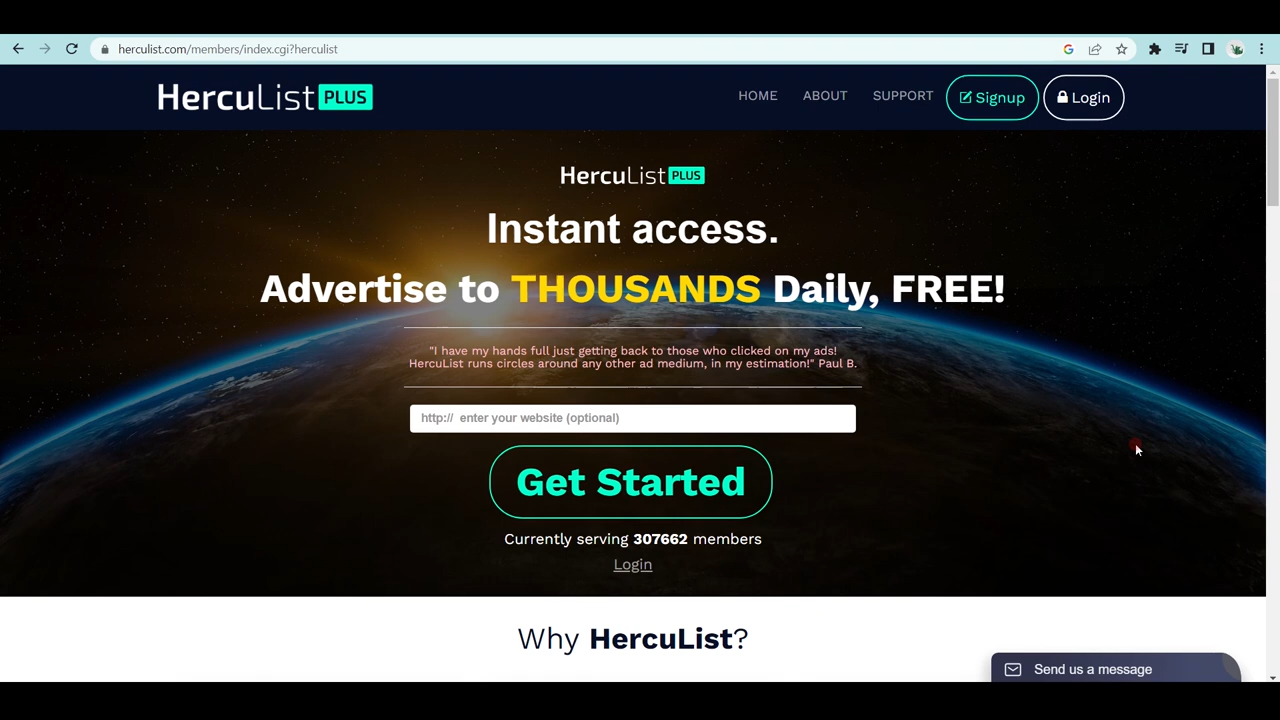 herculist.com/members/index.cgi?herculist
HercuList PLUS
HOME
ABOUT
SUPPORT
Signup
Login
HercuList PLUS
Instant access.
Advertise to THOUSANDS Daily, FREE!
"I have my hands full just getting back to those who clicked on my ads!
HercuList runs circles around any other ad medium, in my estimation!" Paul B.
http:// enter your website (optional)
Get Started
Currently serving 307662 members
Login
Why HercuList?
Send us a message